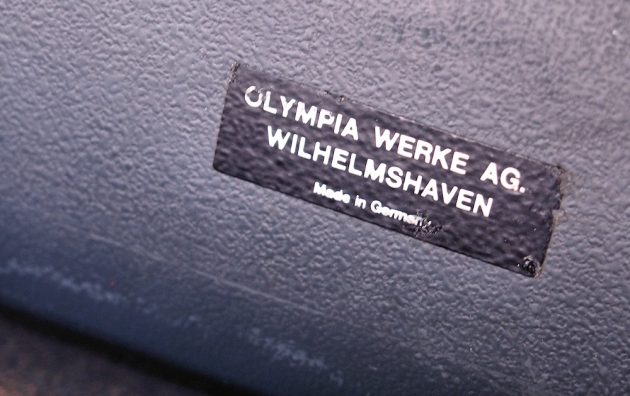 OLYMPIA WERKE AG.
WILHELMSHAVEN
Made in Germany